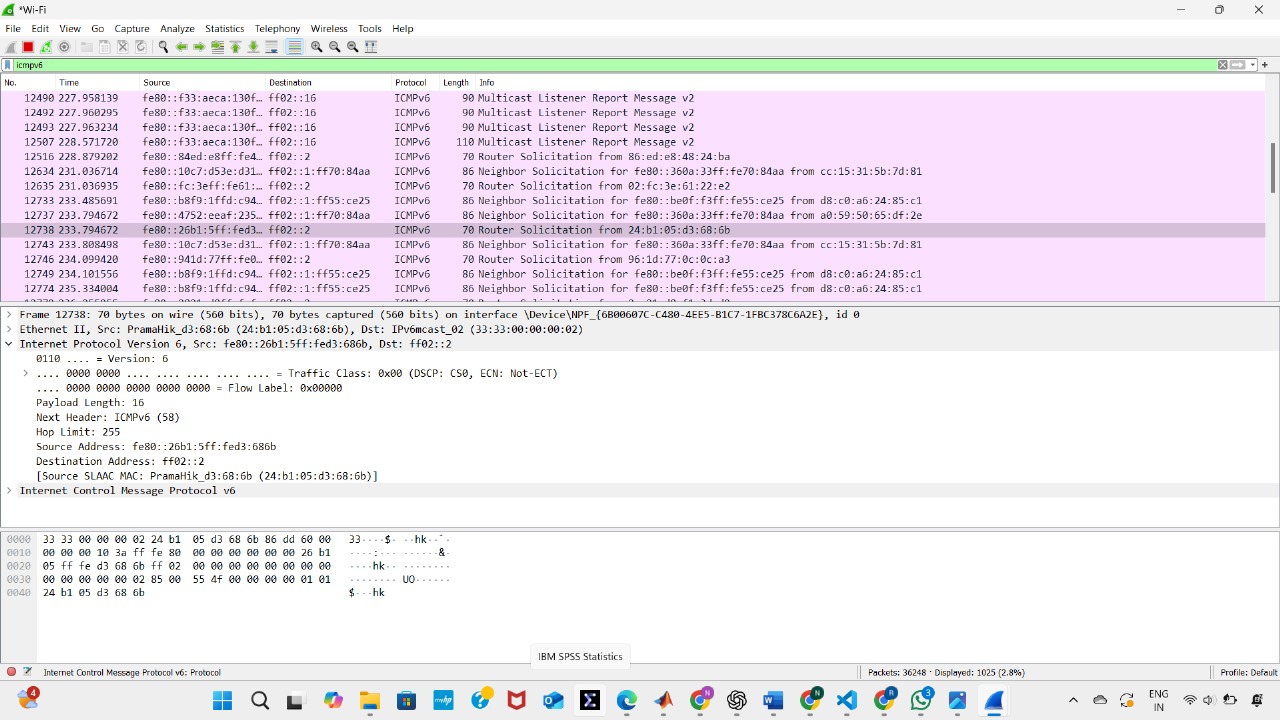 *Wi-Fi
File Edit View Go Capture Analyze Statistics Telephony Wireless Tools Help
icmpv6
No. Time Source Destination Protocol Length Info
12490 227.958139 fe80::f33:aeca:130f… ff02::16 ICMPv6 90 Multicast Listener Report Message v2
12492 227.960295 fe80::f33:aeca:130f… ff02::16 ICMPv6 90 Multicast Listener Report Message v2
12493 227.963234 fe80::f33:aeca:130f… ff02::16 ICMPv6 90 Multicast Listener Report Message v2
12507 228.571720 fe80::f33:aeca:130f… ff02::16 ICMPv6 110 Multicast Listener Report Message v2
12516 228.879202 fe80::84ed:e8ff:fe4… ff02::2 ICMPv6 70 Router Solicitation from 86:ed:e8:48:24:ba
12634 231.036714 fe80::10c7:d53e:d31… ff02::1:ff70:84aa ICMPv6 86 Neighbor Solicitation for fe80::360a:33ff:fe70:84aa from cc:15:31:5b:7d:81
12635 231.036935 fe80::fc:3eff:fe61:… ff02::2 ICMPv6 70 Router Solicitation from 02:fc:3e:61:22:e2
12733 233.485691 fe80::b8f9:1ffd:c94… ff02::1:ff55:ce25 ICMPv6 86 Neighbor Solicitation for fe80::be0f:f3ff:fe55:ce25 from d8:c0:a6:24:85:c1
12737 233.794672 fe80::4752:eeaf:235… ff02::1:ff70:84aa ICMPv6 86 Neighbor Solicitation for fe80::360a:33ff:fe70:84aa from a0:59:50:65:df:2e
12738 233.794672 fe80::26b1:5ff:fed3… ff02::2 ICMPv6 70 Router Solicitation from 24:b1:05:d3:68:6b
12743 233.808498 fe80::10c7:d53e:d31… ff02::1:ff70:84aa ICMPv6 86 Neighbor Solicitation for fe80::360a:33ff:fe70:84aa from cc:15:31:5b:7d:81
12746 234.099420 fe80::941d:77ff:fe0… ff02::2 ICMPv6 70 Router Solicitation from 96:1d:77:0c:0c:a3
12749 234.101556 fe80::b8f9:1ffd:c94… ff02::1:ff55:ce25 ICMPv6 86 Neighbor Solicitation for fe80::be0f:f3ff:fe55:ce25 from d8:c0:a6:24:85:c1
12774 235.334004 fe80::b8f9:1ffd:c94… ff02::1:ff55:ce25 ICMPv6 86 Neighbor Solicitation for fe80::be0f:f3ff:fe55:ce25 from d8:c0:a6:24:85:c1
Frame 12738: 70 bytes on wire (560 bits), 70 bytes captured (560 bits) on interface \Device\NPF_{6B00607C-C480-4EE5-B1C7-1FBC378C6A2E}, id 0
Ethernet II, Src: PramaHik_d3:68:6b (24:b1:05:d3:68:6b), Dst: IPv6mcast_02 (33:33:00:00:00:02)
Internet Protocol Version 6, Src: fe80::26b1:5ff:fed3:686b, Dst: ff02::2
0110 .... = Version: 6
.... 0000 0000 .... .... .... .... .... = Traffic Class: 0x00 (DSCP: CS0, ECN: Not-ECT)
.... 0000 0000 0000 0000 0000 = Flow Label: 0x00000
Payload Length: 16
Next Header: ICMPv6 (58)
Hop Limit: 255
Source Address: fe80::26b1:5ff:fed3:686b
Destination Address: ff02::2
[Source SLAAC MAC: PramaHik_d3:68:6b (24:b1:05:d3:68:6b)]
Internet Control Message Protocol v6
0000 33 33 00 00 00 02 24 b1 05 d3 68 6b 86 dd 60 00 33····$· ··hk··`·
0010 00 00 00 10 3a ff fe 80 00 00 00 00 00 00 26 b1 ····:··· ······&·
0020 05 ff fe d3 68 6b ff 02 00 00 00 00 00 00 00 00 ····hk·· ········
0030 00 00 00 00 00 02 85 00 55 4f 00 00 00 00 01 01 ········ UO······
0040 24 b1 05 d3 68 6b $···hk
IBM SPSS Statistics
Internet Control Message Protocol v6: Protocol Packets: 36248 · Displayed: 1025 (2.8%) Profile: Default
4 myhp N N R 3 ENG
IN